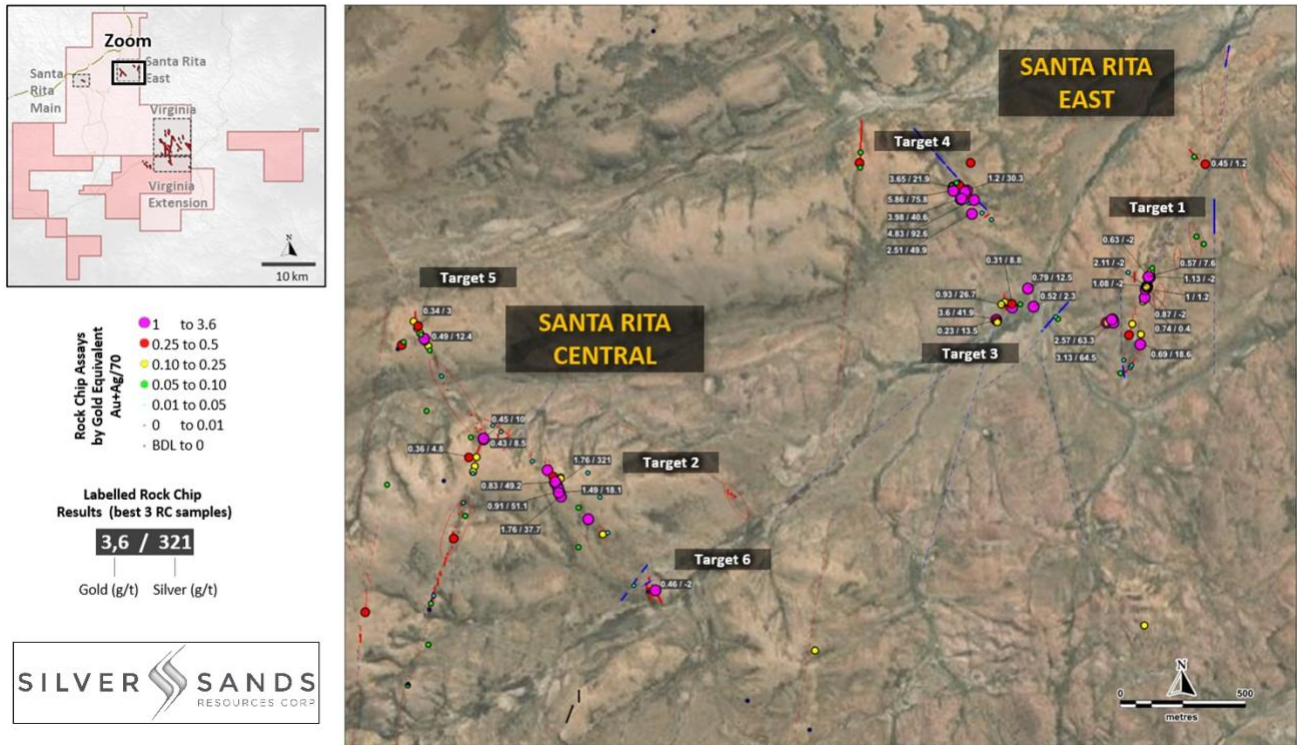 Zoom
Santa Rita Main
Santa Rita East
Virginia
Virginia Extension
N
10 km
Rock Chip Assays
by Gold Equivalent
Au+Ag/70
1 to 3.6
0.25 to 0.5
0.10 to 0.25
0.05 to 0.10
0.01 to 0.05
0 to 0.01
BDL to 0
Labelled Rock Chip
Results (best 3 RC samples)
3,6 / 321
Gold (g/t) Silver (g/t)
SILVER SANDS
RESOURCES CORP
SANTA RITA
EAST
Target 4
3.65 / 21.9
1.2 / 30.3
5.86 / 75.8
3.98 / 40.6
4.83 / 92.6
2.51 / 49.9
0.45 / 1.2
Target 1
0.63 / -2
2.11 / -2
0.57 / 7.6
1.08 / -2
1.13 / -2
1 / 1.2
0.87 / -2
0.74 / 0.4
0.69 / 18.6
2.57 / 63.3
3.13 / 64.5
0.31 / 8.8
0.79 / 12.5
0.93 / 26.7
0.52 / 2.3
3.6 / 41.9
0.23 / 13.5
Target 3
Target 5
0.34 / 3
0.49 / 12.4
SANTA RITA
CENTRAL
0.45 / 10
0.43 / 8.5
0.36 / 4.8
1.76 / 321
Target 2
0.83 / 49.2
1.49 / 18.1
0.91 / 51.1
1.76 / 37.7
Target 6
0.46 / -2
N
0 500
metres